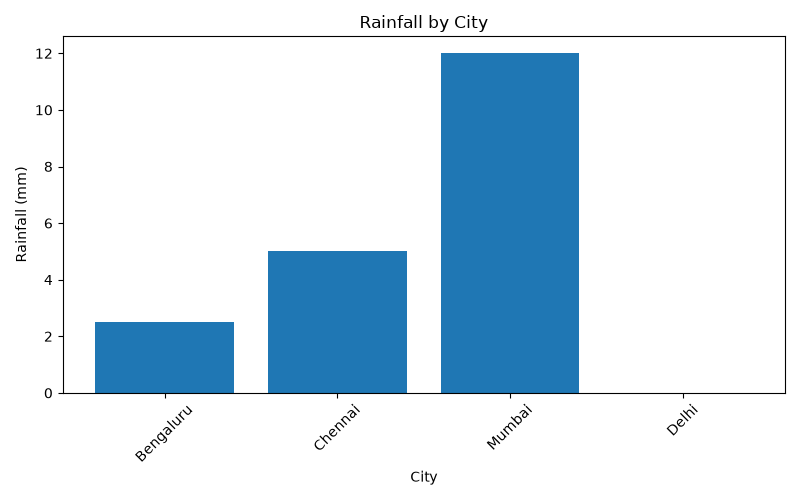 Rainfall by City
12
10
8
6
4
2
0
Rainfall (mm)
Bengaluru
Chennai
Mumbai
Delhi
City